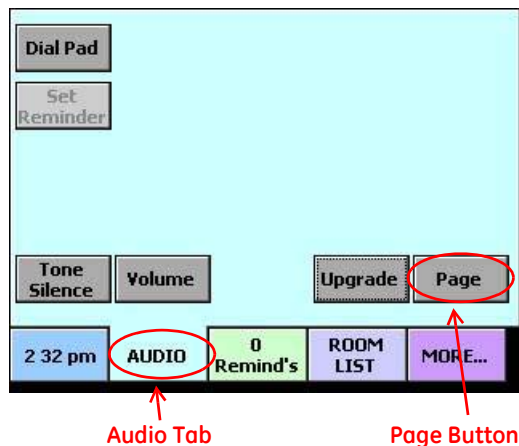 Dial Pad
Set
Reminder
Tone
Silence
Volume
Upgrade
Page
2 32 pm
AUDIO
0
Remind's
ROOM
LIST
MORE...
Audio Tab
Page Button